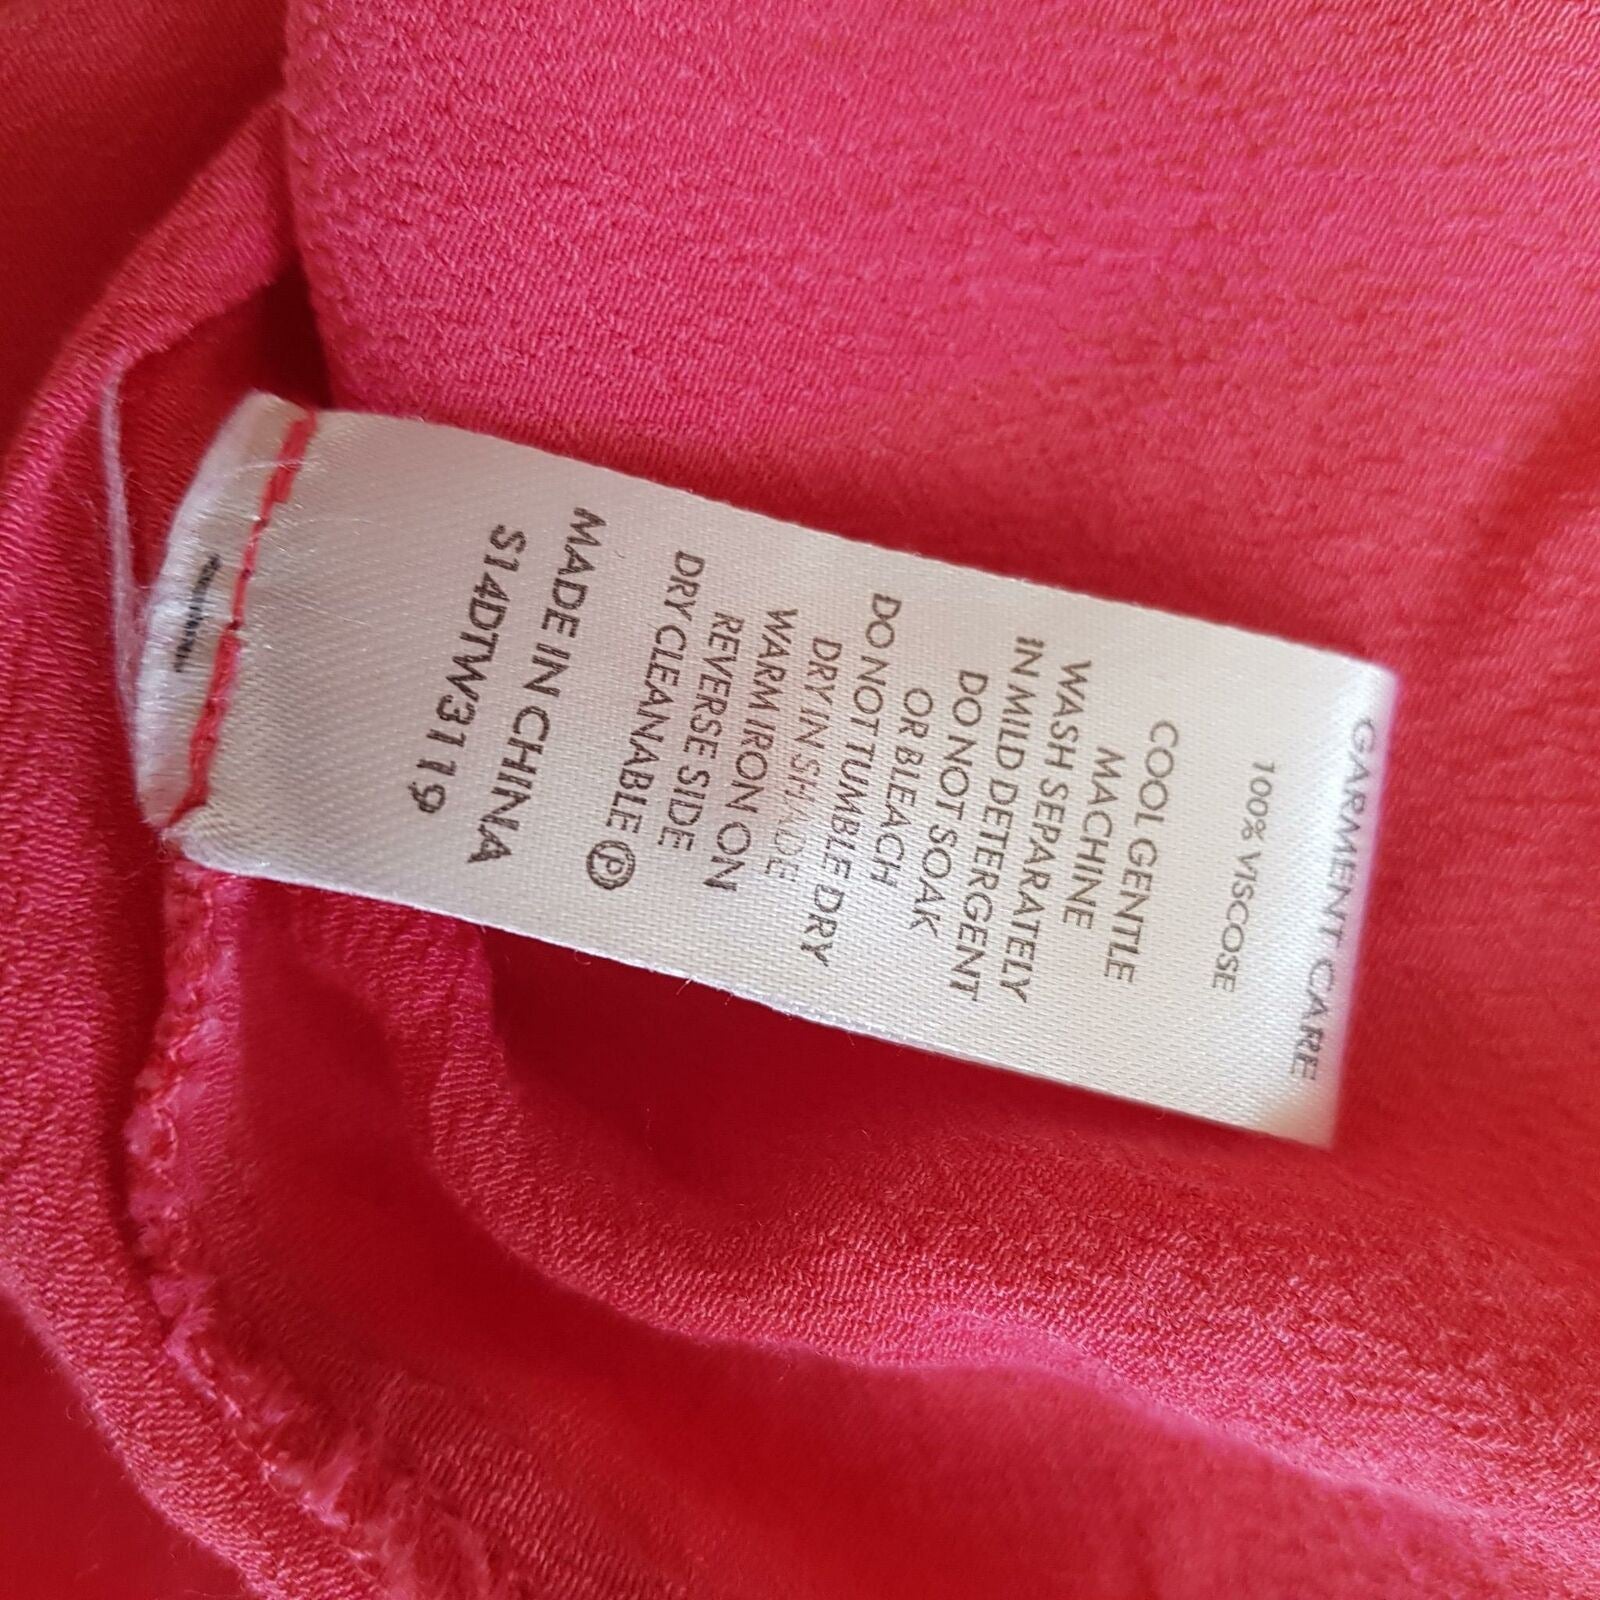 GARMENT CARE
100% VISCOSE
COOL GENTLE
MACHINE
WASH SEPARATELY
IN MILD DETERGENT
DO NOT SOAK
OR BLEACH
DO NOT TUMBLE DRY
DRY IN SHADE
WARM IRON ON
REVERSE SIDE
DRY CLEANABLE Ⓟ
MADE IN CHINA
S14DTW3119